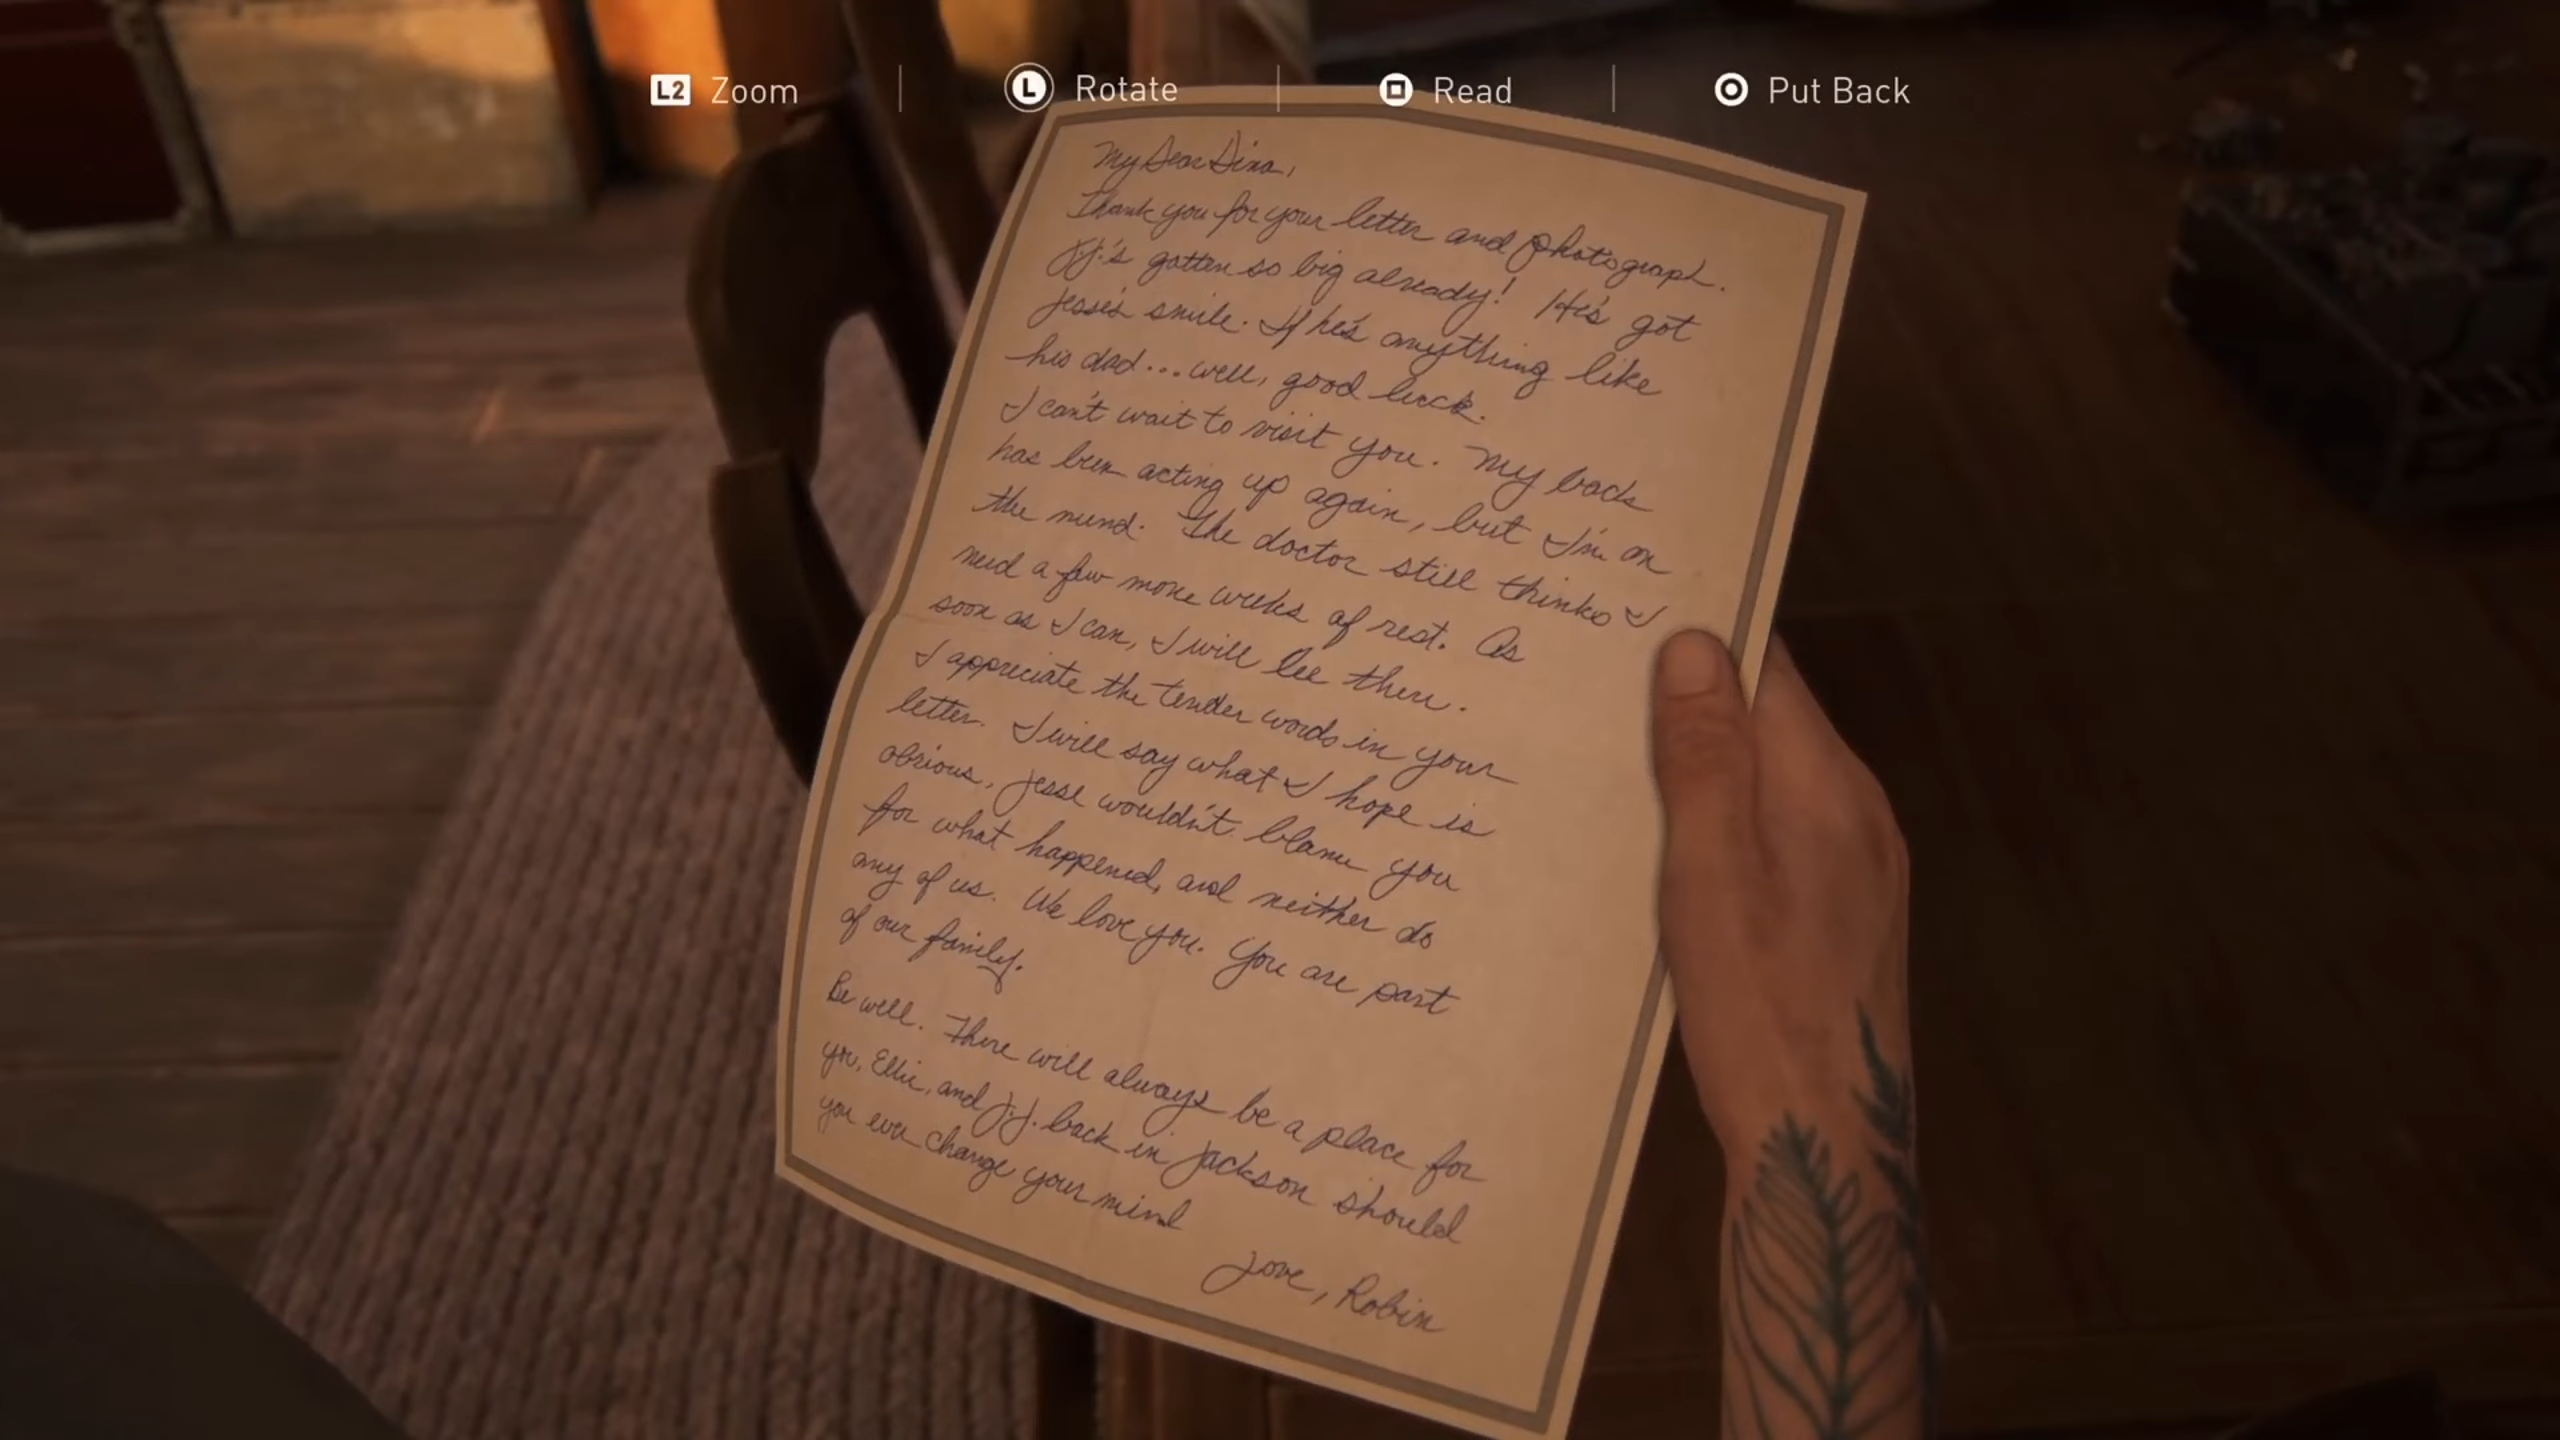 L2 Zoom L Rotate Read Put Back
My Dear Dina,
Thank you for your letter and photograph.
J.J.'s gotten so big already! He's got
Jesse's smile. If he's anything like
his dad...well, good luck.
I can't wait to visit you. My back
has been acting up again, but I'm on
the mend. The doctor still thinks I
need a few more weeks of rest. As
soon as I can, I will be there.
I appreciate the tender words in your
letter. I will say what I hope is
obvious, Jesse wouldn't blame you
for what happened, and neither do
any of us. We love you. You are part
of our family.
Be well. There will always be a place for
you, Ellie, and J.J. back in Jackson should
you ever change your mind
Love, Robin